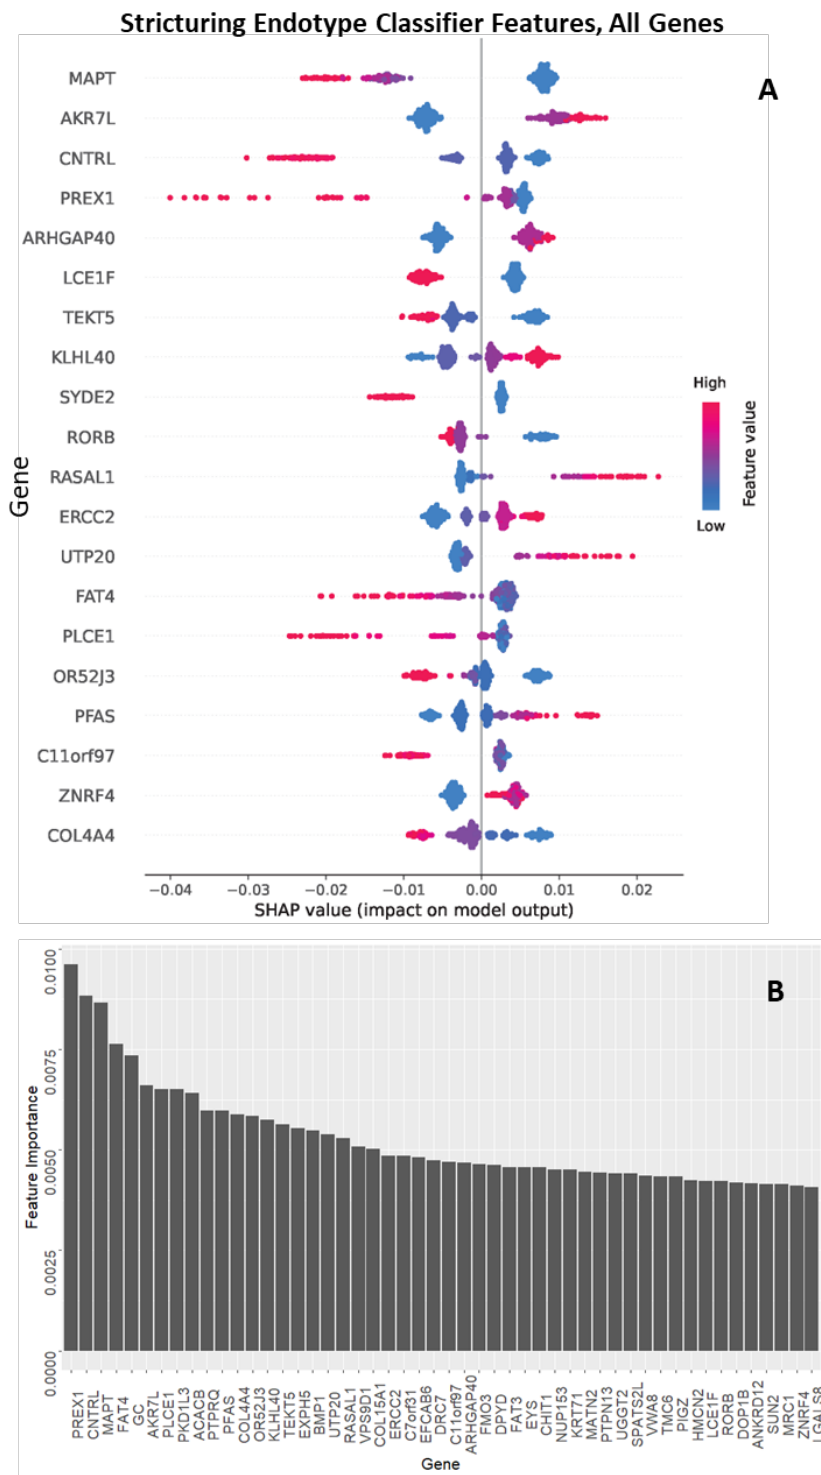 Stricturing Endotype Classifier Features, All Genes
A
MAPT
AKR7L
CNTRL
PREX1
ARHGAP40
LCE1F
TEKT5
KLHL40
SYDE2
RORB
RASAL1
ERCC2
UTP20
FAT4
PLCE1
OR52J3
PFAS
C11orf97
ZNRF4
COL4A4
Gene
High
Feature value
Low
−0.04 −0.03 −0.02 −0.01 0.00 0.01 0.02
SHAP value (impact on model output)
B
0.0100
0.0075
0.0050
0.0025
0.0000
Feature Importance
PREX1
CNTRL
MAPT
FAT4
GC
AKR7L
PLCE1
PKD1L3
ACACB
PTPRQ
PFAS
COL4A4
OR52J3
KLHL40
TEKT5
EXPH5
BMP1
UTP20
RASAL1
VPS9D1
COL15A1
ERCC2
C7orf31
EFCAB6
DRC7
C11orf97
ARHGAP40
FMO3
DPYD
FAT3
EYS
CHIT1
NUP153
KRT71
MATN2
PTPN13
UGGT2
SPATS2L
VWA8
TMC6
PIGZ
HMCN2
LCE1F
RORB
DOP1B
ANKRD12
SUN2
MRC1
ZNRF4
LGALS8
Gene